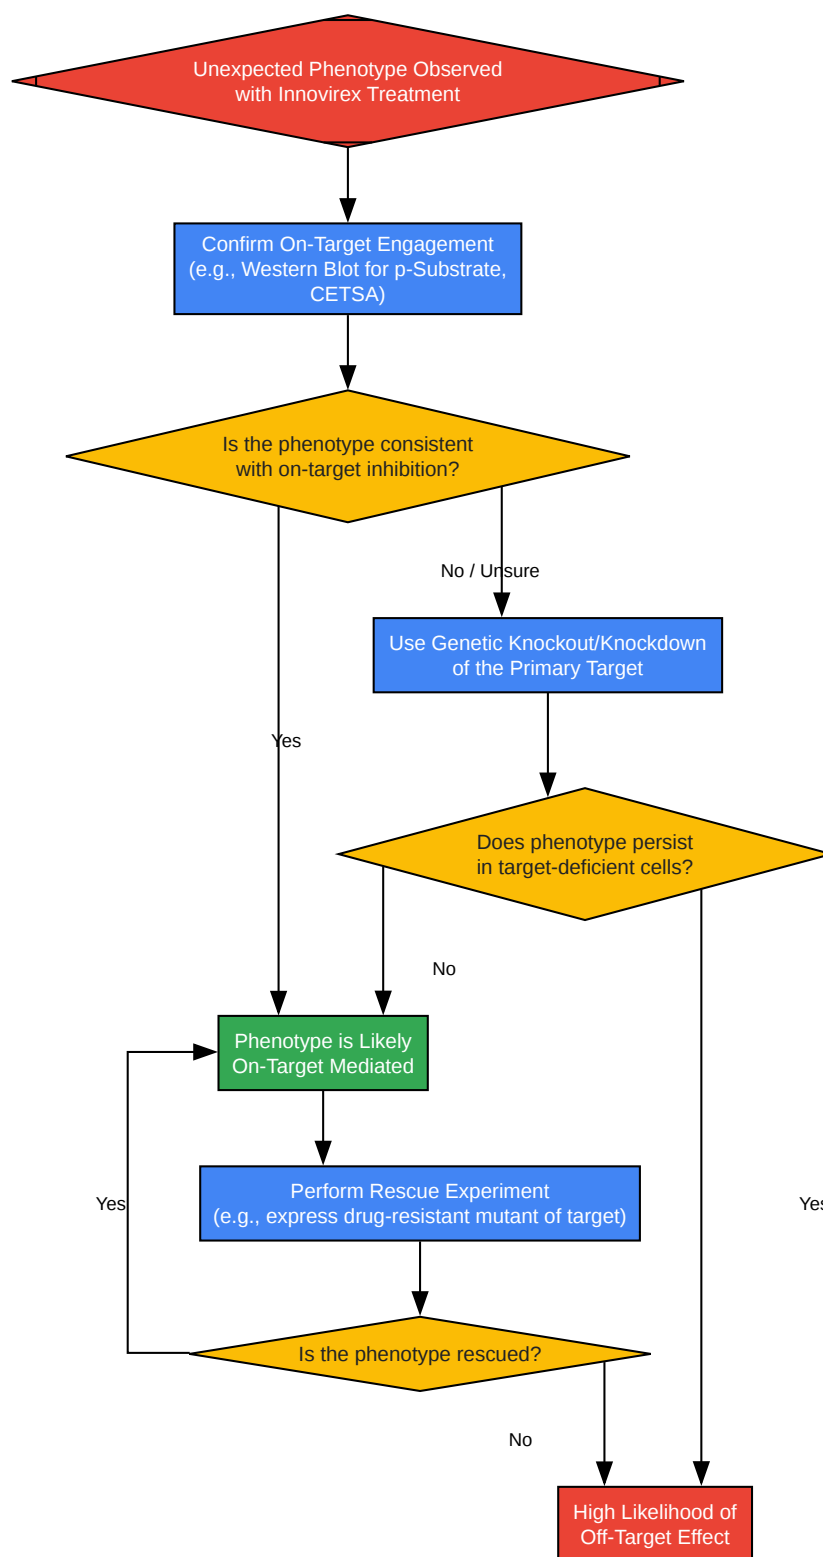 Unexpected Phenotype Observed
with Innovirex Treatment
Confirm On-Target Engagement
(e.g., Western Blot for p-Substrate,
CETSA)
Is the phenotype consistent
with on-target inhibition?
No / Unsure
Use Genetic Knockout/Knockdown
of the Primary Target
Yes
Does phenotype persist
in target-deficient cells?
No
Phenotype is Likely
On-Target Mediated
Perform Rescue Experiment
(e.g., express drug-resistant mutant of target)
Yes
Yes
Is the phenotype rescued?
No
High Likelihood of
Off-Target Effect